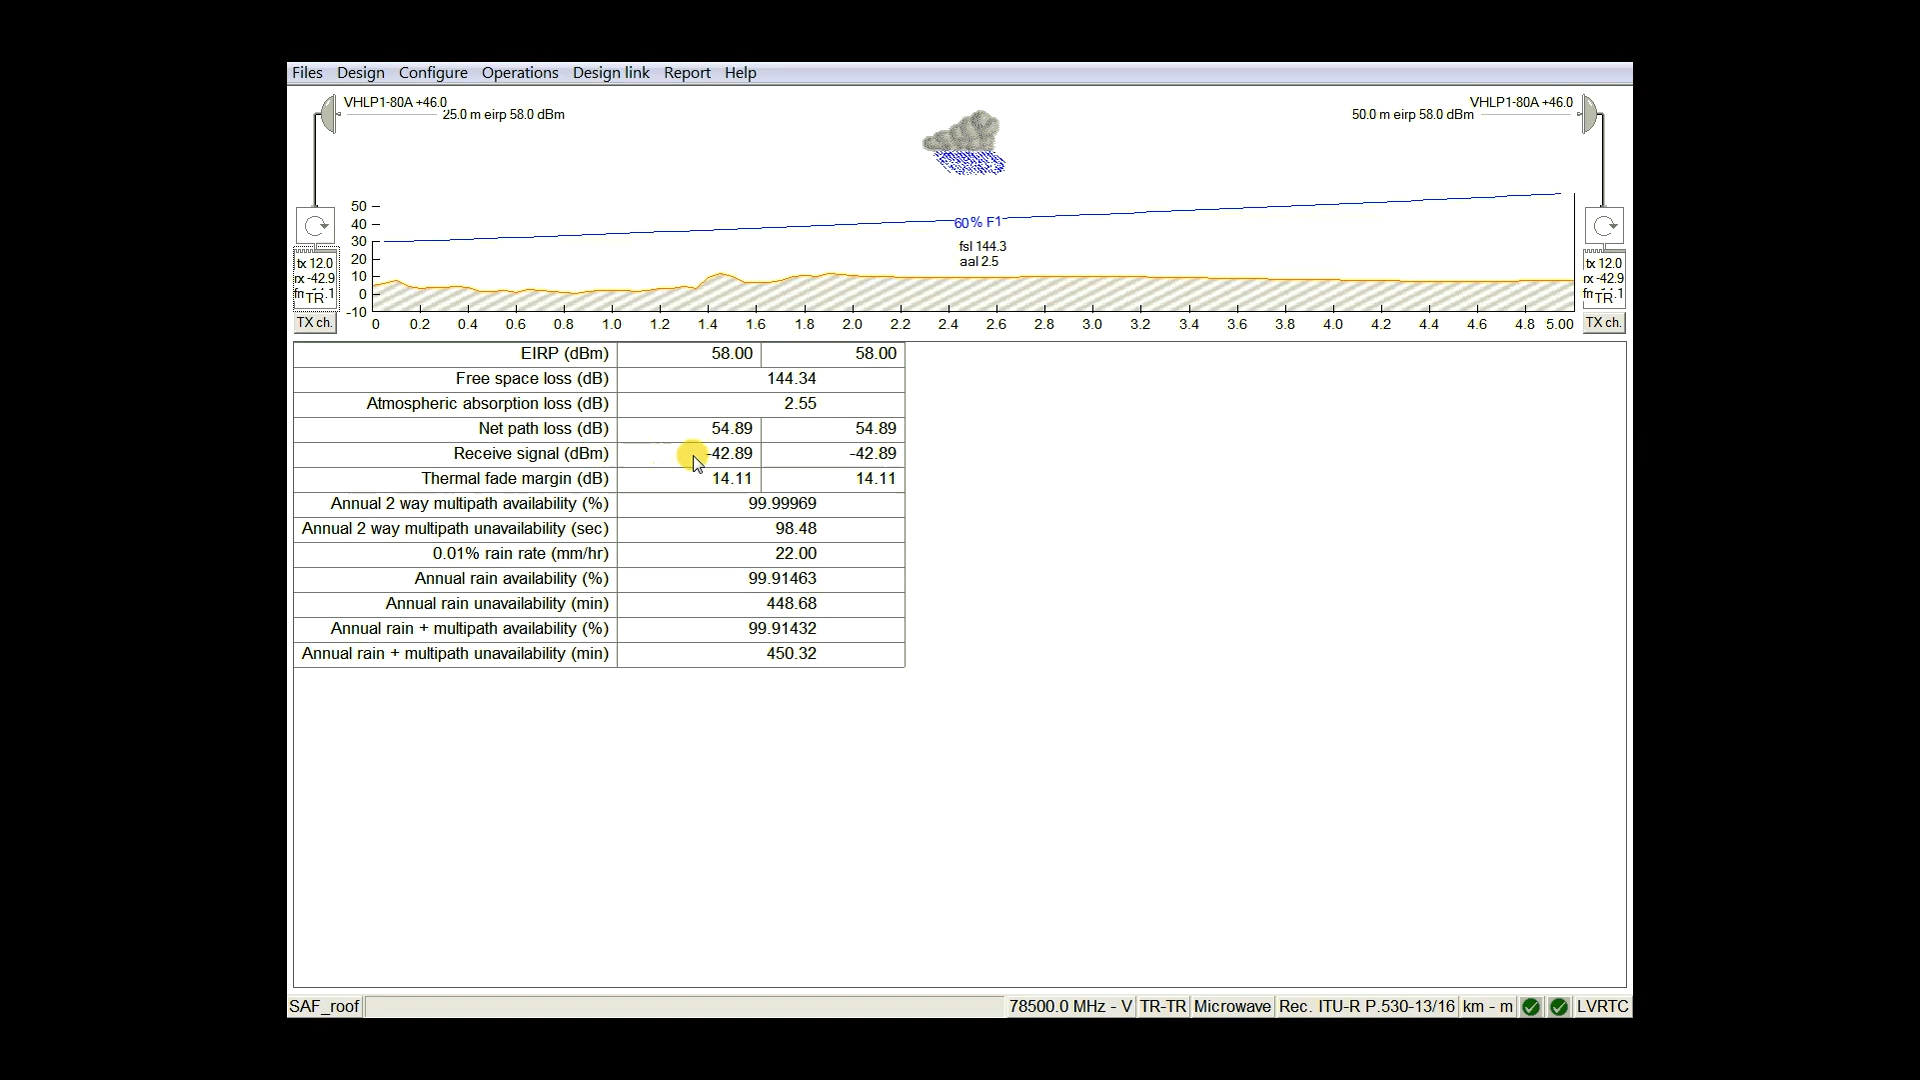 Files Design Configure Operations Design link Report Help
VHLP1-80A +46.0 VHLP1-80A +46.0
25.0 m eirp 58.0 dBm 50.0 m eirp 58.0 dBm
60% F1
fsl 144.3
aal 2.5
50
40
30
20
10
0
-10
tx 12.0
rx -42.9
TR
TX ch.
tx 12.0
rx -42.9
TR
TX ch.
0 0.2 0.4 0.6 0.8 1.0 1.2 1.4 1.6 1.8 2.0 2.2 2.4 2.6 2.8 3.0 3.2 3.4 3.6 3.8 4.0 4.2 4.4 4.6 4.8 5.00
EIRP (dBm) 58.00 58.00
Free space loss (dB) 144.34
Atmospheric absorption loss (dB) 2.55
Net path loss (dB) 54.89 54.89
Receive signal (dBm) -42.89 -42.89
Thermal fade margin (dB) 14.11 14.11
Annual 2 way multipath availability (%) 99.99969
Annual 2 way multipath unavailability (sec) 98.48
0.01% rain rate (mm/hr) 22.00
Annual rain availability (%) 99.91463
Annual rain unavailability (min) 448.68
Annual rain + multipath availability (%) 99.91432
Annual rain + multipath unavailability (min) 450.32
SAF_roof 78500.0 MHz - V TR-TR Microwave Rec. ITU-R P.530-13/16 km - m LVRTC